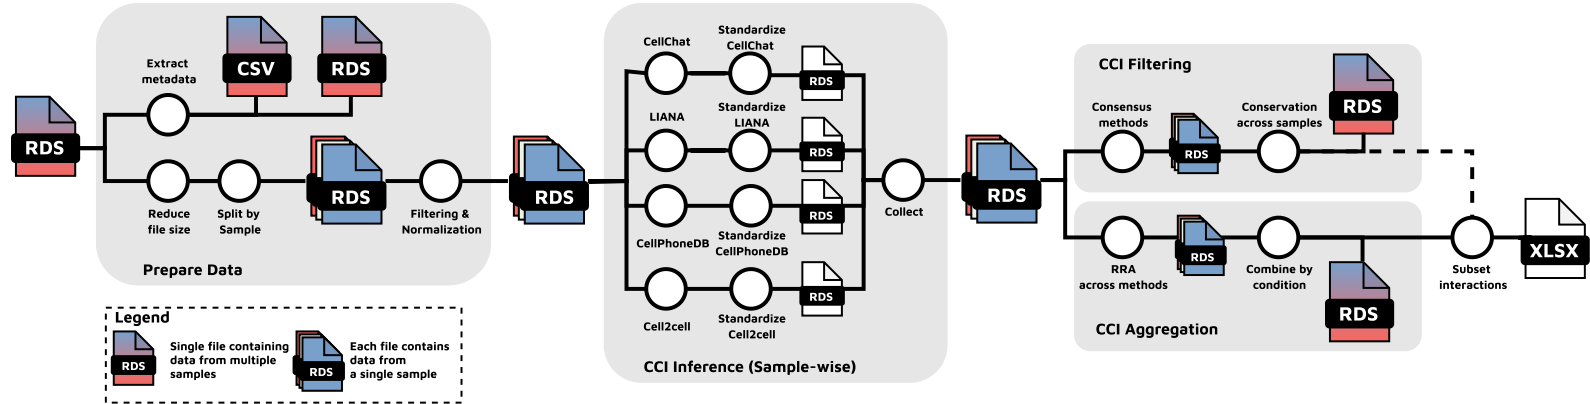 RDS
Extract
metadata
CSV
RDS
Reduce
file size
Split by
Sample
RDS
Filtering &
Normalization
Prepare Data
RDS
CellChat
Standardize
CellChat
RDS
LIANA
Standardize
LIANA
RDS
CellPhoneDB
Standardize
CellPhoneDB
RDS
Cell2cell
Standardize
Cell2cell
RDS
Collect
CCI Inference (Sample-wise)
RDS
CCI Filtering
Consensus
methods
RDS
Conservation
across samples
RDS
RRA
across methods
RDS
Combine by
condition
RDS
CCI Aggregation
Subset
interactions
XLSX
Legend
RDS
Single file containing
data from multiple
samples
RDS
Each file contains
data from
a single sample